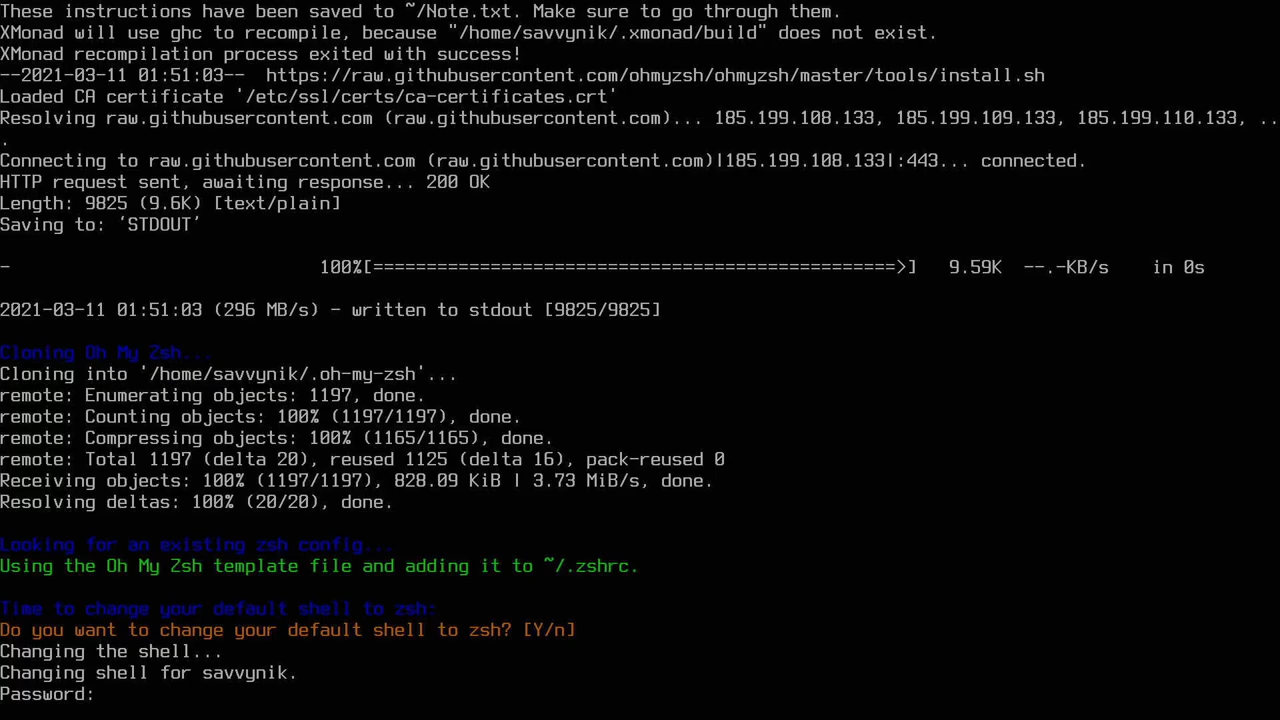 These instructions have been saved to ~/Note.txt. Make sure to go through them.
XMonad will use ghc to recompile, because "/home/savvynik/.xmonad/build" does not exist.
XMonad recompilation process exited with success!
--2021-03-11 01:51:03--  https://raw.githubusercontent.com/ohmyzsh/ohmyzsh/master/tools/install.sh
Loaded CA certificate '/etc/ssl/certs/ca-certificates.crt'
Resolving raw.githubusercontent.com (raw.githubusercontent.com)... 185.199.108.133, 185.199.109.133, 185.199.110.133, ..
.
Connecting to raw.githubusercontent.com (raw.githubusercontent.com)|185.199.108.133|:443... connected.
HTTP request sent, awaiting response... 200 OK
Length: 9825 (9.6K) [text/plain]
Saving to: ‘STDOUT’
-                             100%[=================================================>]   9.59K  --.-KB/s    in 0s
2021-03-11 01:51:03 (296 MB/s) - written to stdout [9825/9825]
Cloning Oh My Zsh...
Cloning into '/home/savvynik/.oh-my-zsh'...
remote: Enumerating objects: 1197, done.
remote: Counting objects: 100% (1197/1197), done.
remote: Compressing objects: 100% (1165/1165), done.
remote: Total 1197 (delta 20), reused 1125 (delta 16), pack-reused 0
Receiving objects: 100% (1197/1197), 828.09 KiB | 3.73 MiB/s, done.
Resolving deltas: 100% (20/20), done.
Looking for an existing zsh config...
Using the Oh My Zsh template file and adding it to ~/.zshrc.
Time to change your default shell to zsh:
Do you want to change your default shell to zsh? [Y/n]
Changing the shell...
Changing shell for savvynik.
Password: